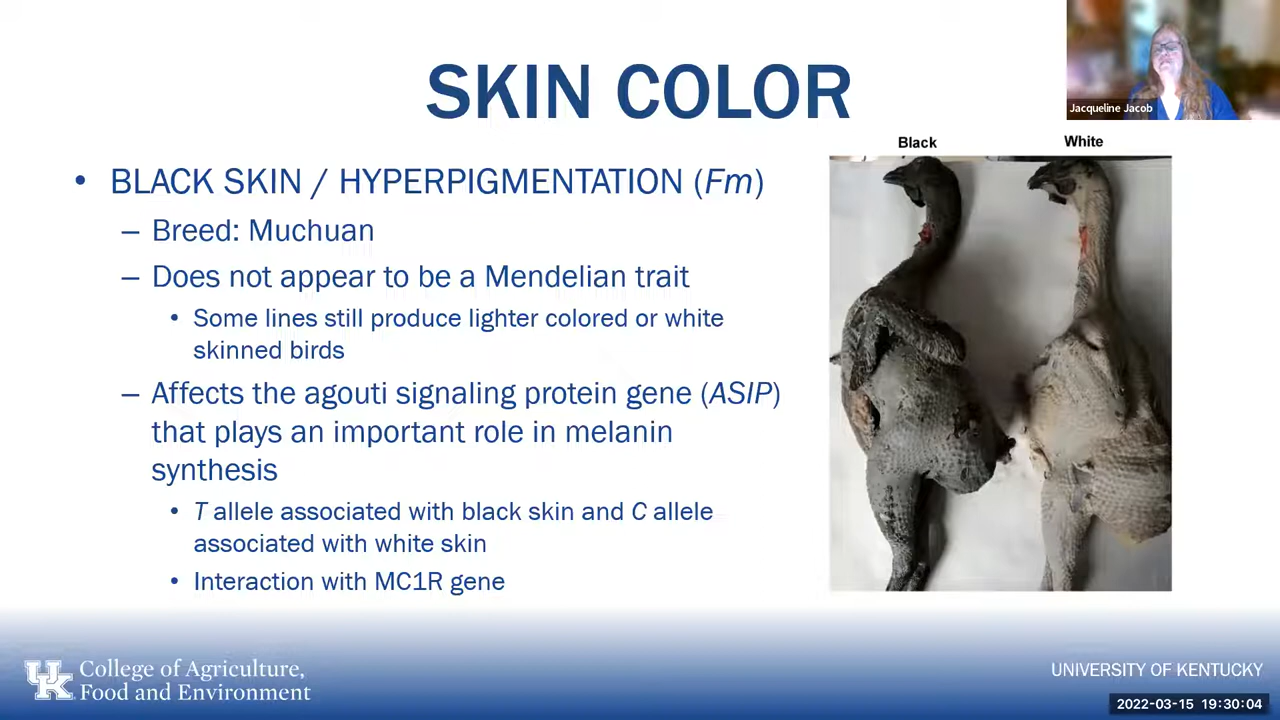 SKIN COLOR
Jacqueline Jacob
• BLACK SKIN / HYPERPIGMENTATION (Fm)
– Breed: Muchuan
– Does not appear to be a Mendelian trait
• Some lines still produce lighter colored or white
skinned birds
– Affects the agouti signaling protein gene (ASIP)
that plays an important role in melanin
synthesis
• T allele associated with black skin and C allele
associated with white skin
• Interaction with MC1R gene
Black White
UK College of Agriculture,
Food and Environment
UNIVERSITY OF KENTUCKY
2022-03-15 19:30:04